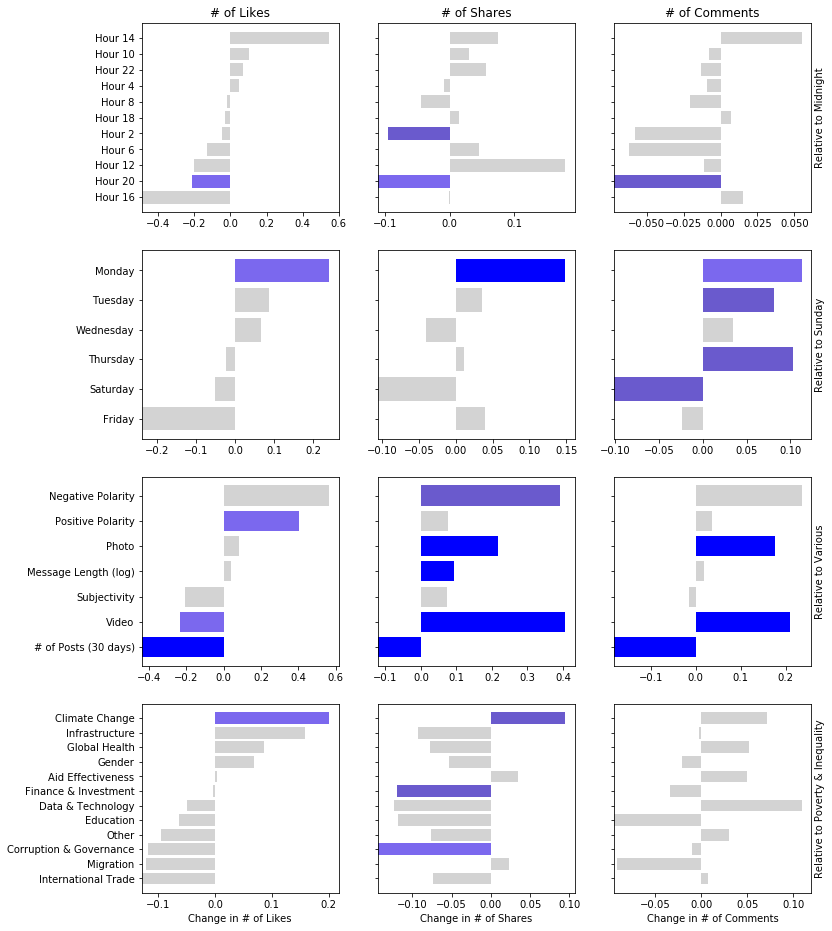 # of Likes # of Shares # of Comments
Hour 14
Hour 10
Hour 22
Hour 4
Hour 8
Hour 18
Hour 2
Hour 6
Hour 12
Hour 20
Hour 16
Relative to Midnight
−0.4 −0.2 0.0 0.2 0.4 0.6 −0.1 0.0 0.1 −0.050 −0.025 0.000 0.025 0.050
Monday
Tuesday
Wednesday
Thursday
Saturday
Friday
Relative to Sunday
−0.2 −0.1 0.0 0.1 0.2 −0.10 −0.05 0.00 0.05 0.10 0.15 −0.10 −0.05 0.00 0.05 0.10
Negative Polarity
Positive Polarity
Photo
Message Length (log)
Subjectivity
Video
# of Posts (30 days)
Relative to Various
−0.4 −0.2 0.0 0.2 0.4 0.6 −0.1 0.0 0.1 0.2 0.3 0.4 −0.1 0.0 0.1 0.2
Climate Change
Infrastructure
Global Health
Gender
Aid Effectiveness
Finance & Investment
Data & Technology
Education
Other
Corruption & Governance
Migration
International Trade
Relative to Poverty & Inequality
−0.1 0.0 0.1 0.2 −0.10 −0.05 0.00 0.05 0.10 −0.05 0.00 0.05 0.10
Change in # of Likes Change in # of Shares Change in # of Comments